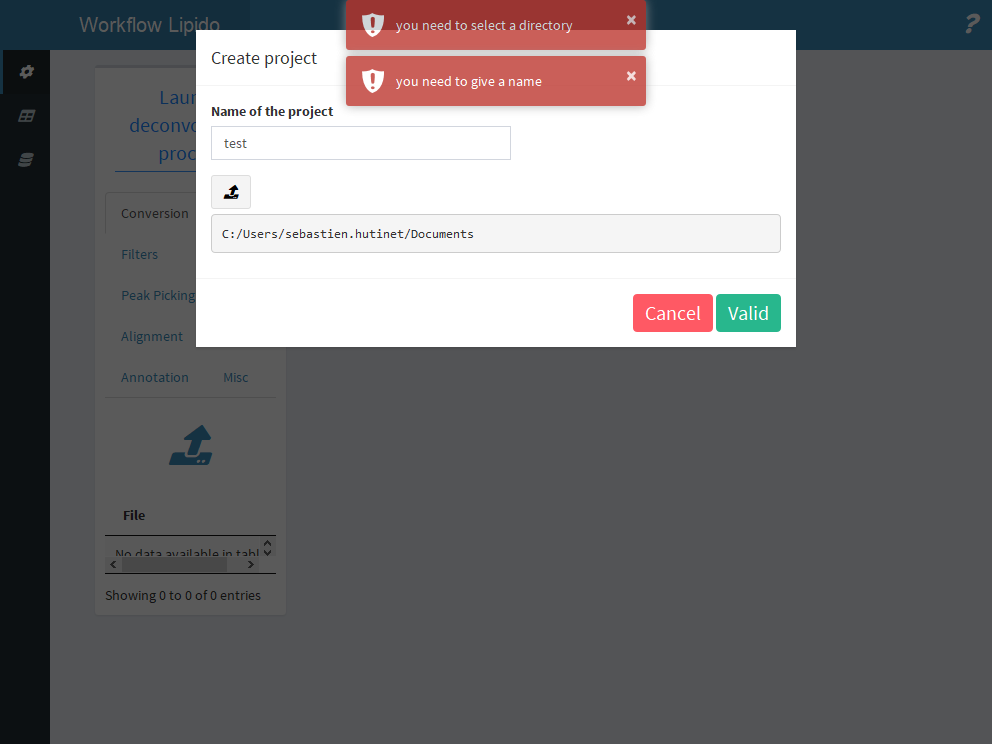 Workflow Lipido
you need to select a directory
×
?
Create project
you need to give a name
×
Laun
deconvo
proc
Name of the project
test
Conversion
C:/Users/sebastien.hutinet/Documents
Filters
Peak Picking
Cancel
Valid
Alignment
Annotation
Misc
File
No data available in tabl
Showing 0 to 0 of 0 entries